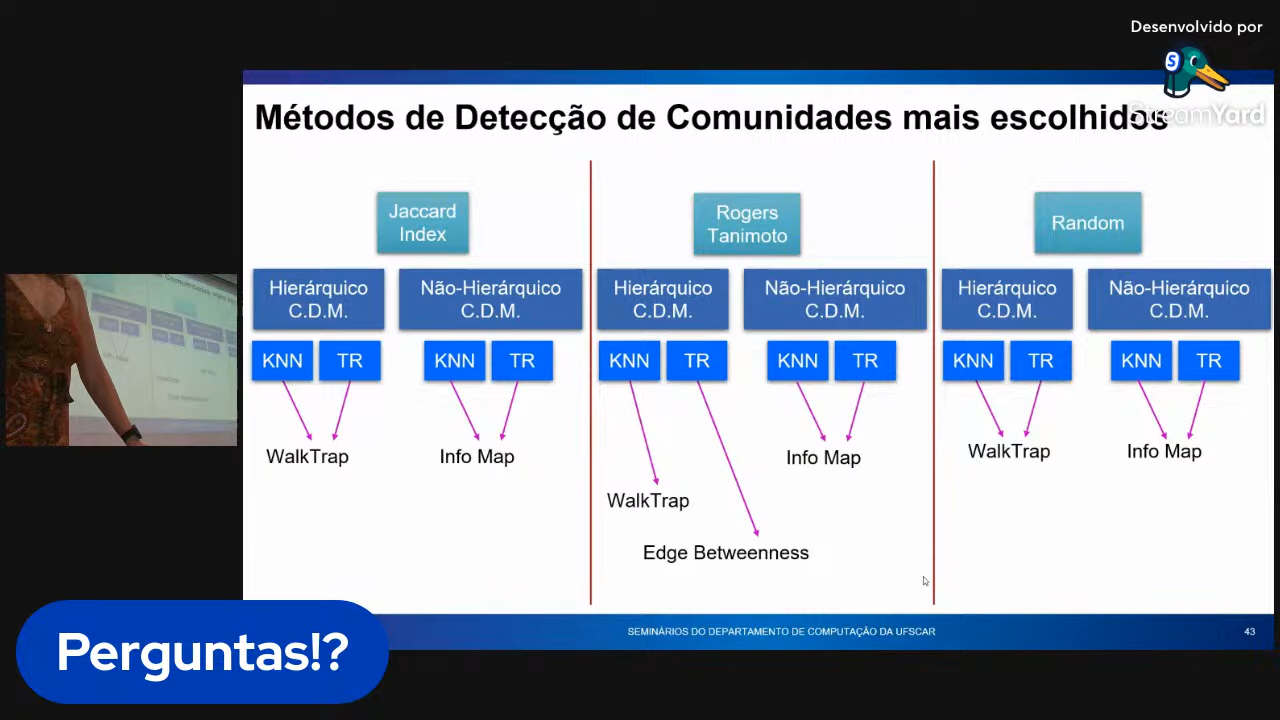 Desenvolvido por
StreamYard
Métodos de Detecção de Comunidades mais escolhidos
Jaccard
Index
Hierárquico
C.D.M.
Não-Hierárquico
C.D.M.
KNN
TR
KNN
TR
WalkTrap
Info Map
Rogers
Tanimoto
Hierárquico
C.D.M.
Não-Hierárquico
C.D.M.
KNN
TR
KNN
TR
Info Map
WalkTrap
Edge Betweenness
Random
Hierárquico
C.D.M.
Não-Hierárquico
C.D.M.
KNN
TR
KNN
TR
WalkTrap
Info Map
SEMINÁRIOS DO DEPARTAMENTO DE COMPUTAÇÃO DA UFSCAR
43
Perguntas!?